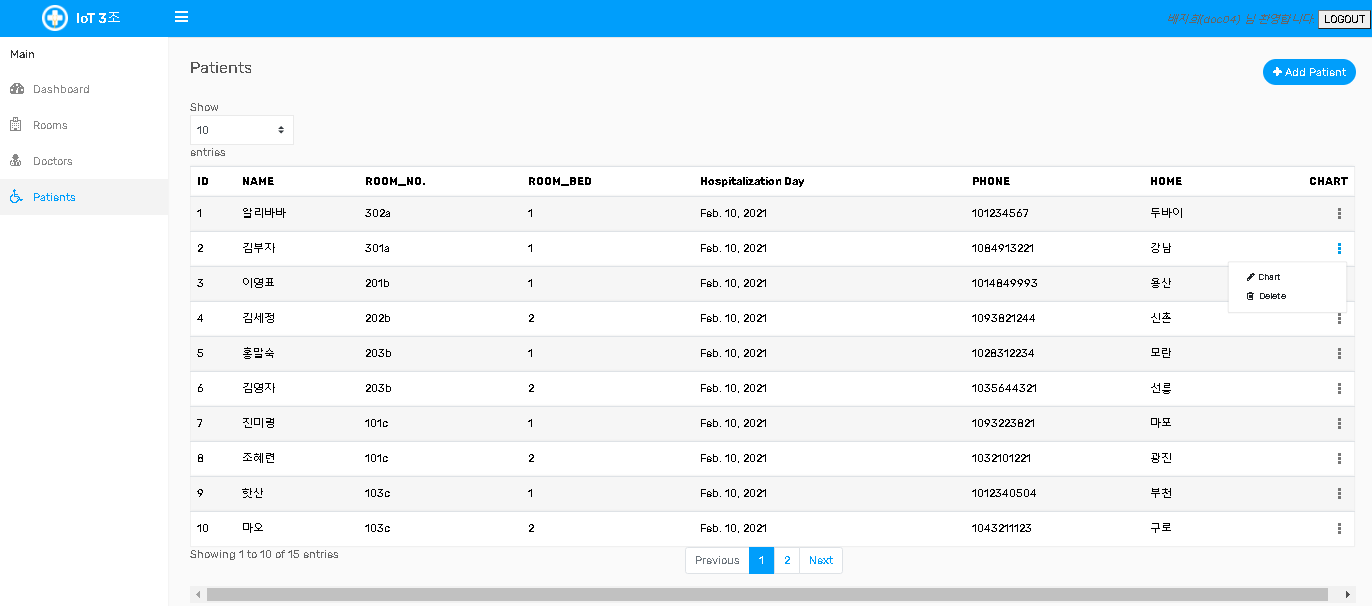 IoT 3조
LOGOUT
Main
Dashboard
Rooms
Doctors
Patients
Patients
Add Patient
Show
10
entries
ID NAME ROOM_NO. ROOM_BED Hospitalization Day PHONE HOME CHART
1 알리바바 302a 1 Feb. 10, 2021 101234567 두바이
2 김부자 301a 1 Feb. 10, 2021 1084913221 강남
Chart
Delete
3 이영표 201b 1 Feb. 10, 2021 1014849993 용산
4 김세정 202b 2 Feb. 10, 2021 1093821244 신촌
5 홍말숙 203b 1 Feb. 10, 2021 1028312234 모란
6 김영자 203b 2 Feb. 10, 2021 1035644321 선릉
7 진미령 101c 1 Feb. 10, 2021 1093223821 마포
8 조혜련 101c 2 Feb. 10, 2021 1032101221 광진
9 핫산 103c 1 Feb. 10, 2021 1012340504 부천
10 마오 103c 2 Feb. 10, 2021 1043211123 구로
Showing 1 to 10 of 15 entries
Previous 1 2 Next